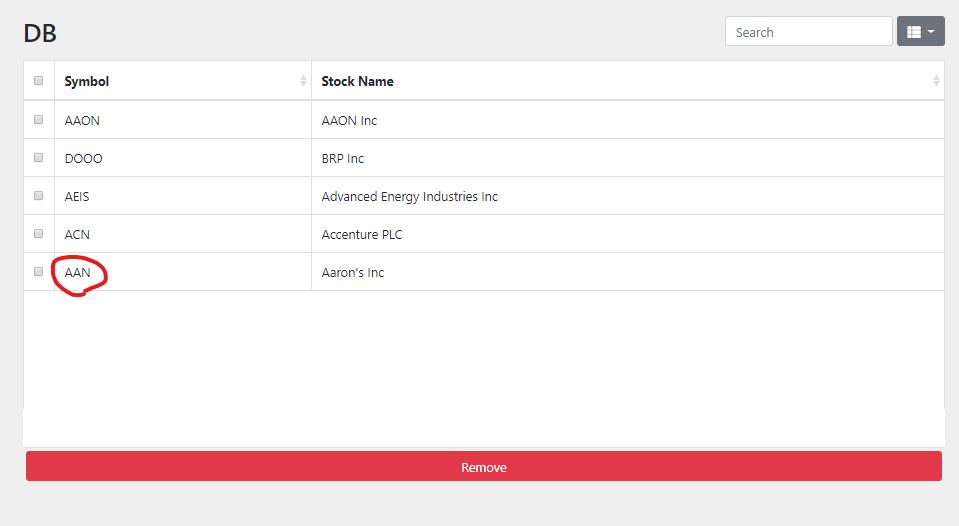 DB
Search
Symbol Stock Name
AAON AAON Inc
DOOO BRP Inc
AEIS Advanced Energy Industries Inc
ACN Accenture PLC
AAN Aaron's Inc
Remove